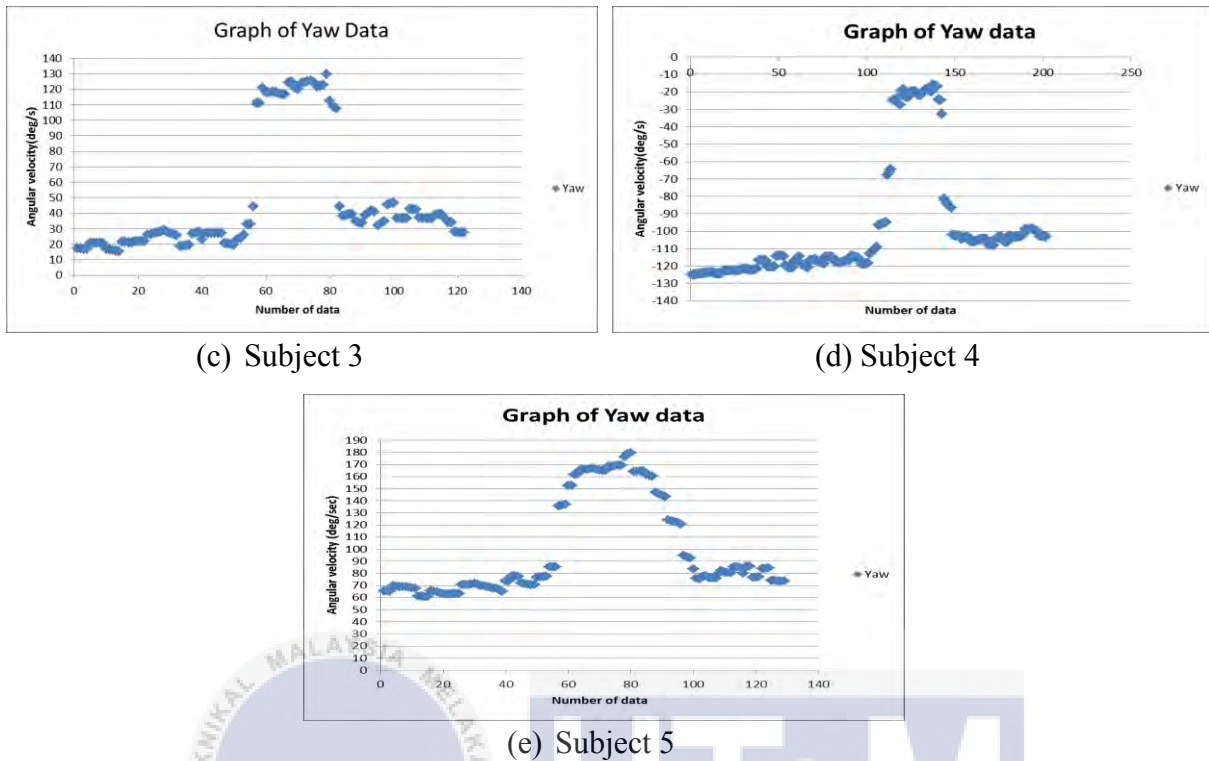 Graph of Yaw Data
Angular velocity(deg/s)
140
130
120
110
100
90
80
70
60
50
40
30
20
10
0
0 20 40 60 80 100 120 140
Number of data
Yaw
(c) Subject 3
Graph of Yaw data
Angular velocity(deg/s)
-0
-10
-20
-30
-40
-50
-60
-70
-80
-90
-100
-110
-120
-130
-140
0 50 100 150 200 250
Number of data
Yaw
(d) Subject 4
Graph of Yaw data
Angular velocity (deg/sec)
190
180
170
160
150
140
130
120
110
100
90
80
70
60
50
40
30
20
10
0
0 20 40 60 80 100 120 140
Number of data
Yaw
(e) Subject 5
KNIKAL MALAYSIA MELAKA
UTeM